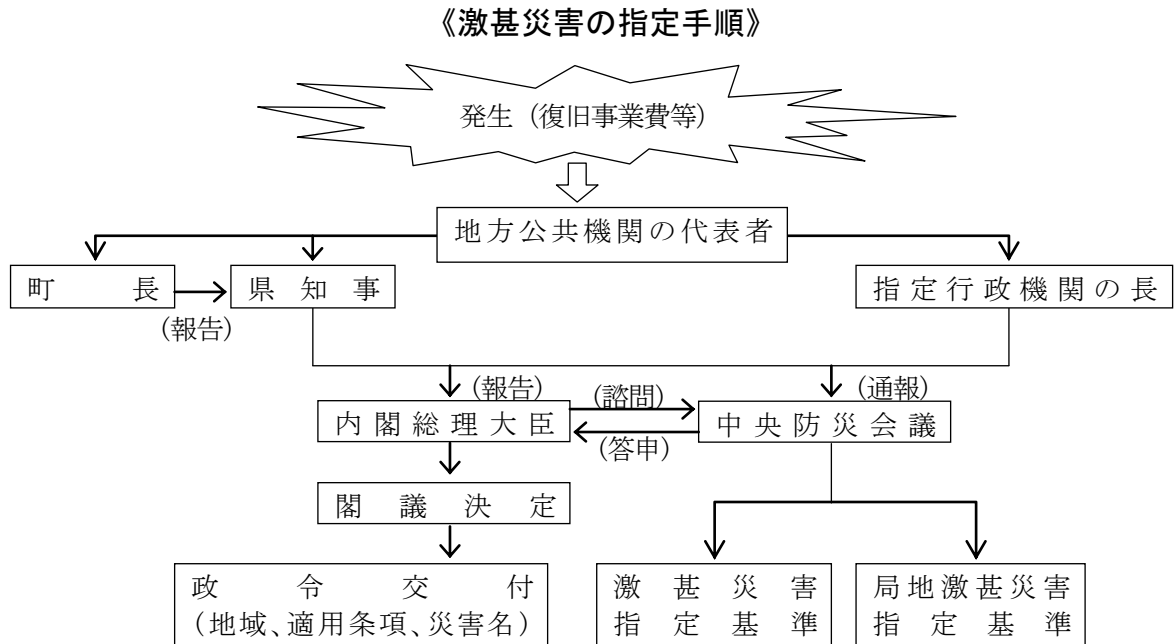 《激甚災害の指定手順》
発生（復旧事業費等）
地方公共機関の代表者
町長
県知事
指定行政機関の長
（報告）
（報告）
（諮問）
（通報）
内閣総理大臣
中央防災会議
（答申）
閣議決定
政令交付
（地域、適用条項、災害名）
激甚災害
指定基準
局地激甚災害
指定基準